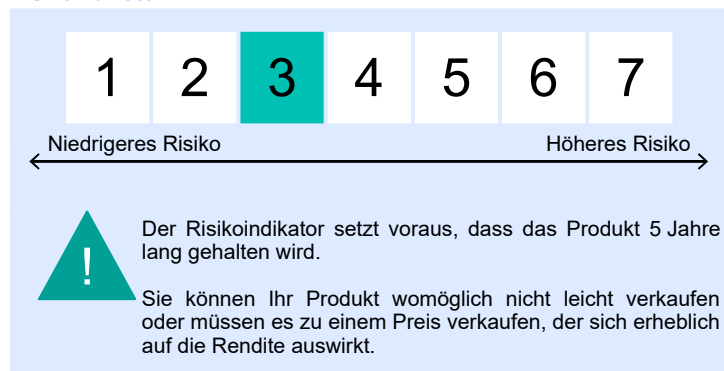 1 2 3 4 5 6 7
Niedrigeres Risiko Höheres Risiko
!
Der Risikoindikator setzt voraus, dass das Produkt 5 Jahre
lang gehalten wird.
Sie können Ihr Produkt womöglich nicht leicht verkaufen
oder müssen es zu einem Preis verkaufen, der sich erheblich
auf die Rendite auswirkt.